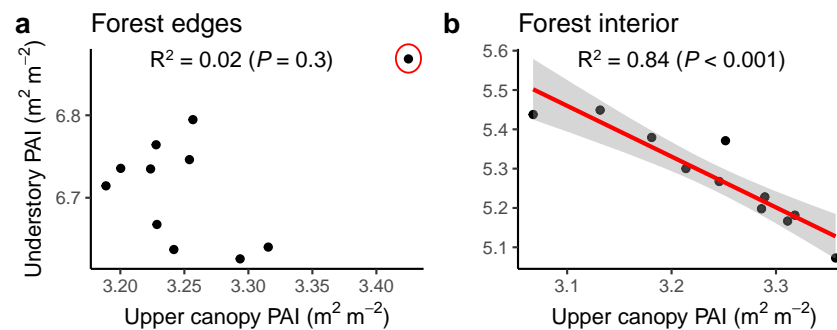 a Forest edges
R² = 0.02 (P = 0.3)
Understory PAI (m² m⁻²)
6.8
6.7
3.20 3.25 3.30 3.35 3.40
Upper canopy PAI (m² m⁻²)
b Forest interior
R² = 0.84 (P < 0.001)
5.6
5.5
5.4
5.3
5.2
5.1
3.1 3.2 3.3
Upper canopy PAI (m² m⁻²)